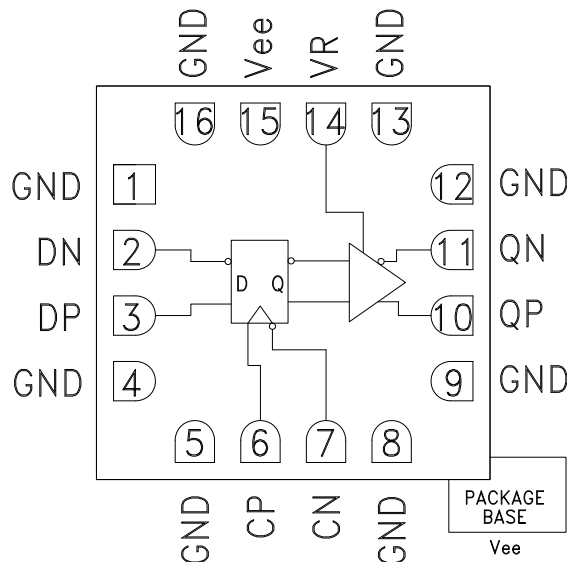 GND
Vee
VR
GND
16
15
14
13
GND 1
12 GND
DN 2
11 QN
D Q
DP 3
10 QP
GND 4
9 GND
5
6
7
8
GND
CP
CN
GND
PACKAGE
BASE
Vee